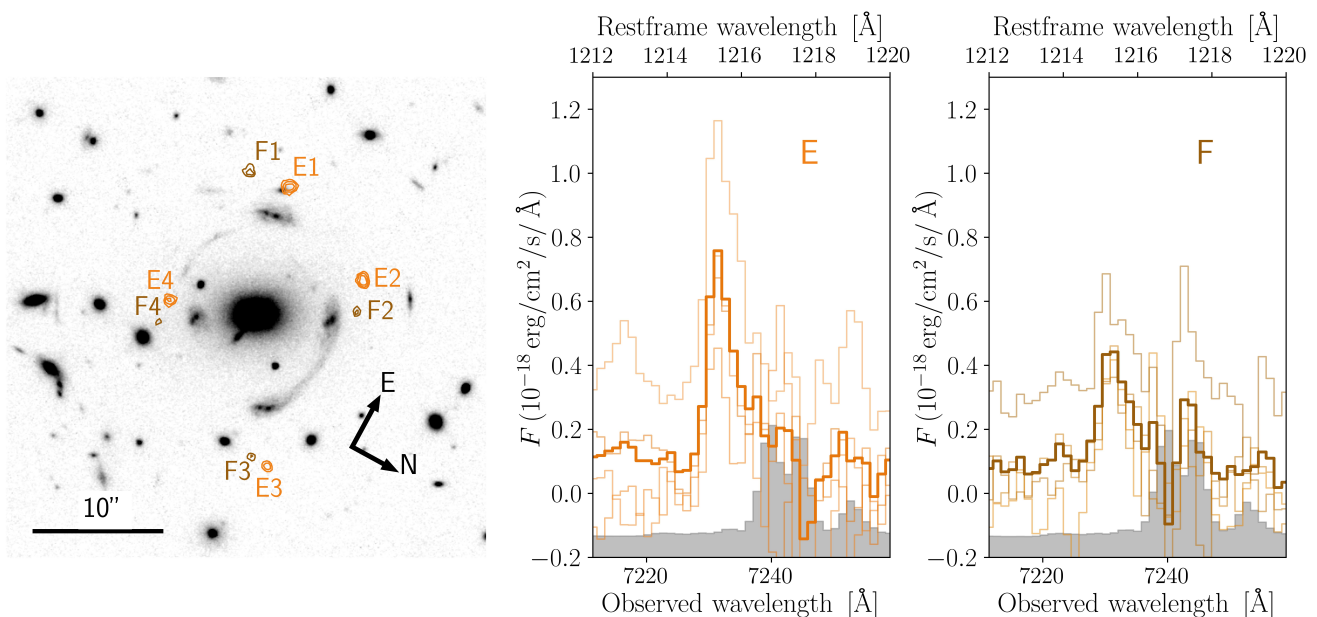 F1
E1
E4
E2
F4
F2
E
N
F3
E3
10"
Restframe wavelength [Å]
1212 1214 1216 1218 1220
E
F (10⁻¹⁸ erg/cm²/s/Å)
1.2
1.0
0.8
0.6
0.4
0.2
0.0
−0.2
7220 7240
Observed wavelength [Å]
Restframe wavelength [Å]
1212 1214 1216 1218 1220
F
F (10⁻¹⁸ erg/cm²/s/Å)
1.2
1.0
0.8
0.6
0.4
0.2
0.0
−0.2
7220 7240
Observed wavelength [Å]